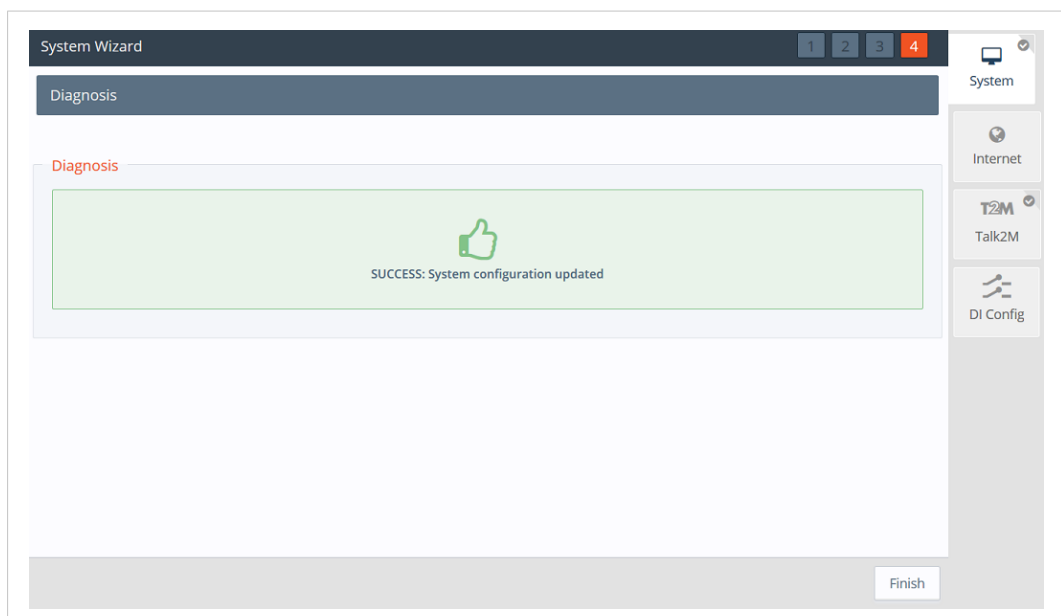 System Wizard
1 2 3 4
Diagnosis
Diagnosis
SUCCESS: System configuration updated
Finish
System
Internet
T2M
Talk2M
DI Config